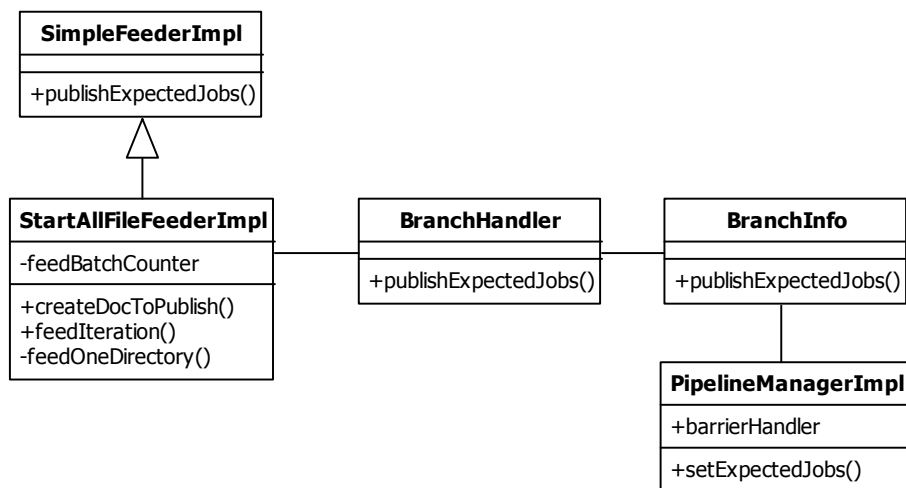 SimpleFeederImpl
+publishExpectedJobs()
StartAllFileFeederImpl
-feedBatchCounter
+createDocToPublish()
+feedIteration()
-feedOneDirectory()
BranchHandler
+publishExpectedJobs()
BranchInfo
+publishExpectedJobs()
PipelineManagerImpl
+barrierHandler
+setExpectedJobs()